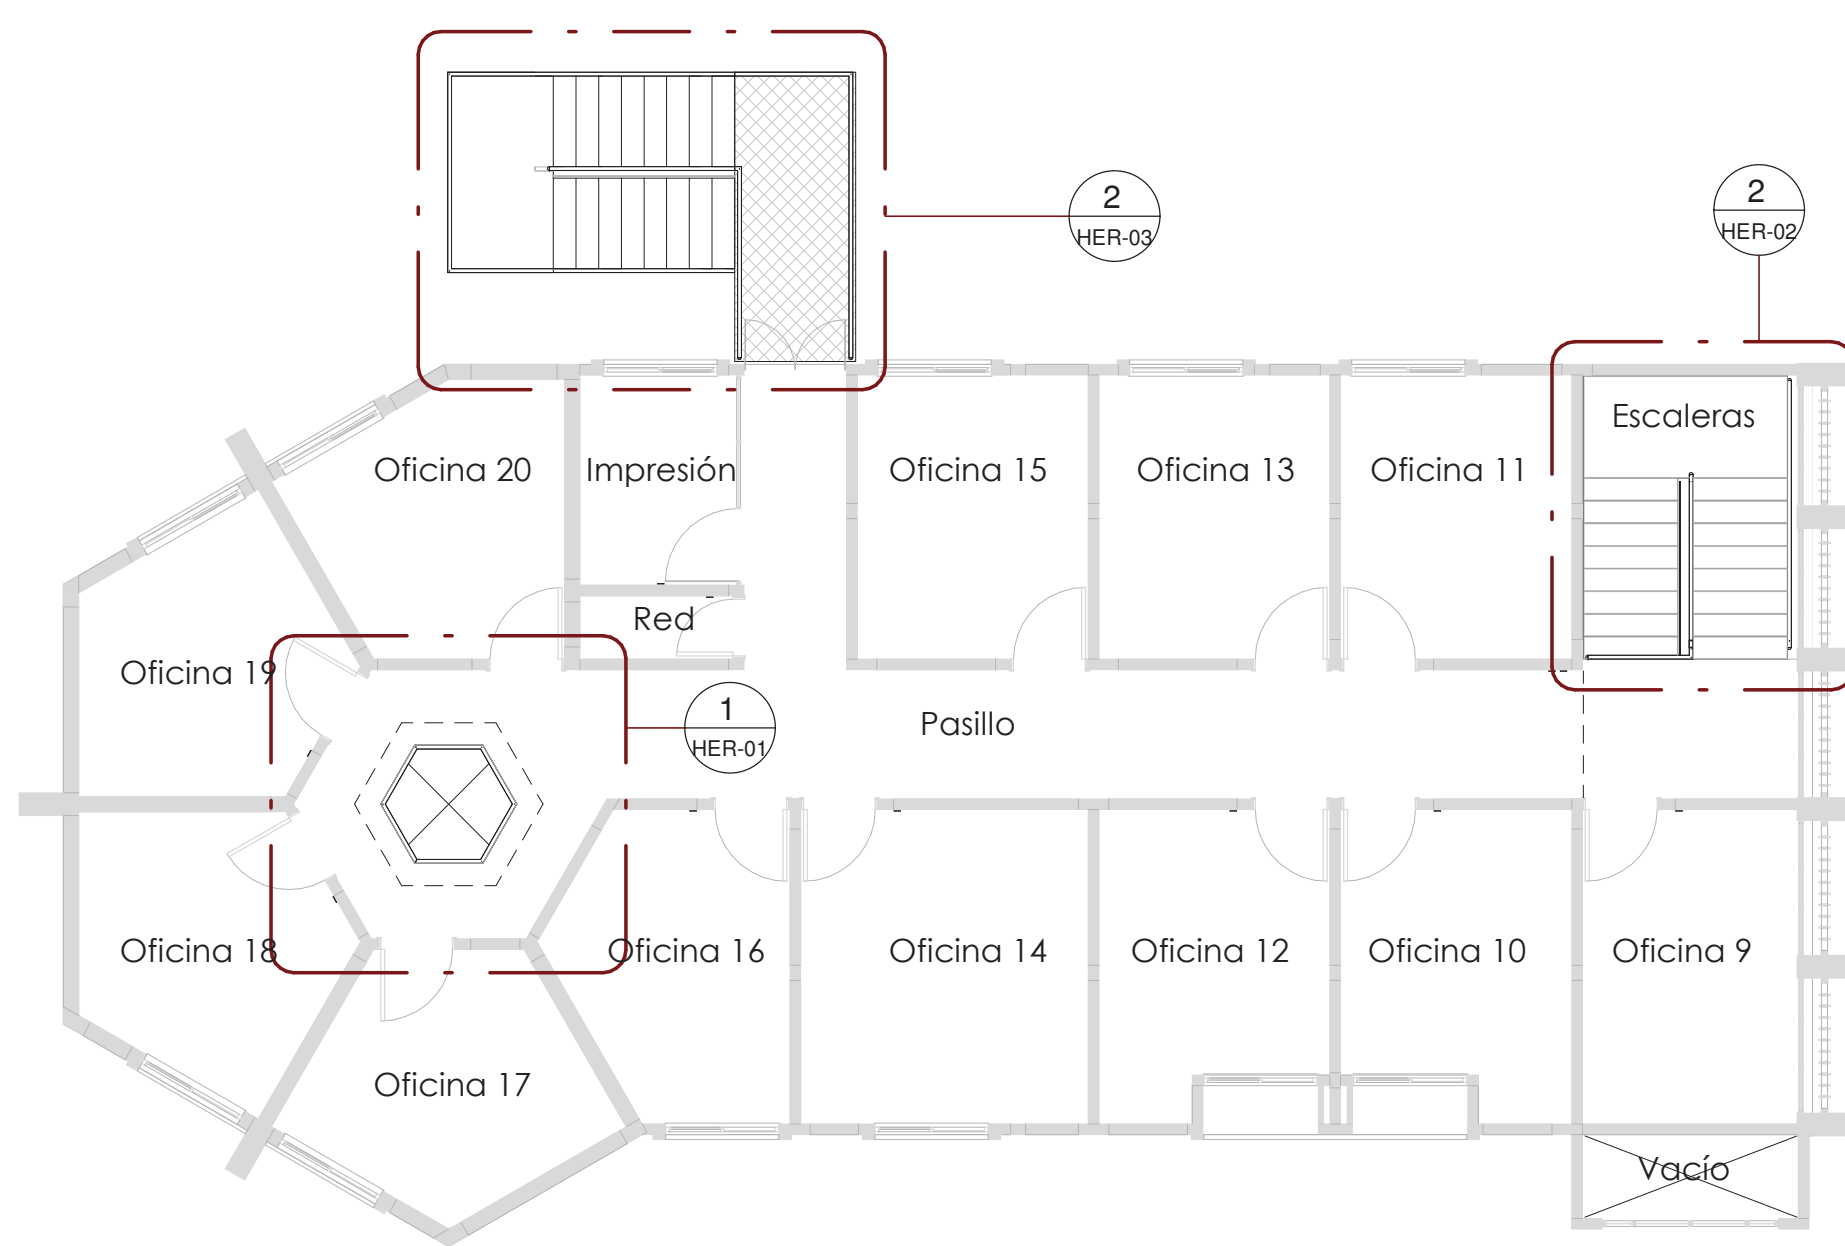 2
HER-03
2
HER-02
Escaleras
Oficina 20
Impresión
Oficina 15
Oficina 13
Oficina 11
Red
Oficina 19
1
HER-01
Pasillo
Oficina 18
Oficina 16
Oficina 14
Oficina 12
Oficina 10
Oficina 9
Oficina 17
Vacío